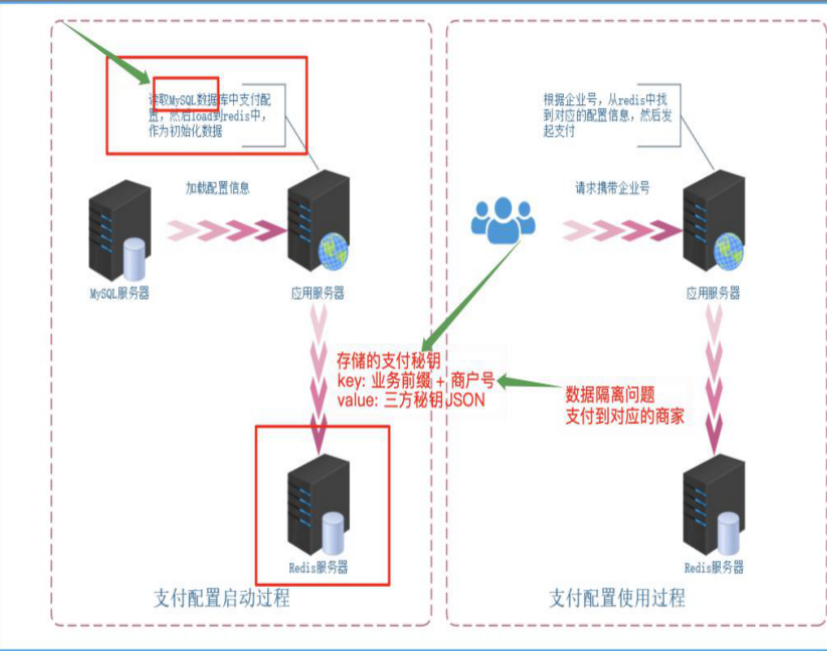 读取MySQL数据库中支付配
置，然后load到redis中，
作为初始化数据
加载配置信息
MySQL服务器
应用服务器
存储的支付秘钥
key: 业务前缀 + 商户号
value: 三方秘钥JSON
Redis服务器
支付配置启动过程
根据企业号，从redis中找
到对应的配置信息，然后发
起支付
请求携带企业号
应用服务器
数据隔离问题
支付到对应的商家
Redis服务器
支付配置使用过程